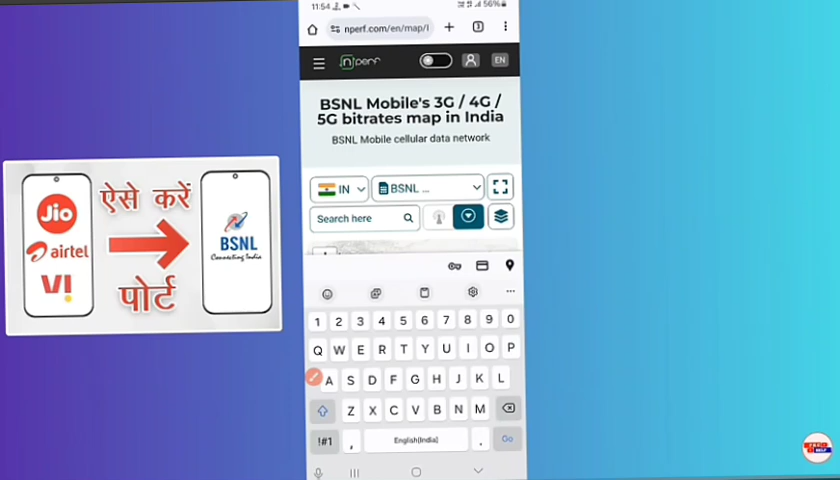 Jio
airtel
VI
ऐसे करें
पोर्ट
BSNL
Connecting India
11:54
56%
nperf.com/en/map/I
3
nperf
EN
BSNL Mobile's 3G / 4G /
5G bitrates map in India
BSNL Mobile cellular data network
IN
BSNL ...
Search here
1 2 3 4 5 6 7 8 9 0
Q W E R T Y U I O P
A S D F G H J K L
Z X C V B N M
!#1 , English(India) . Go